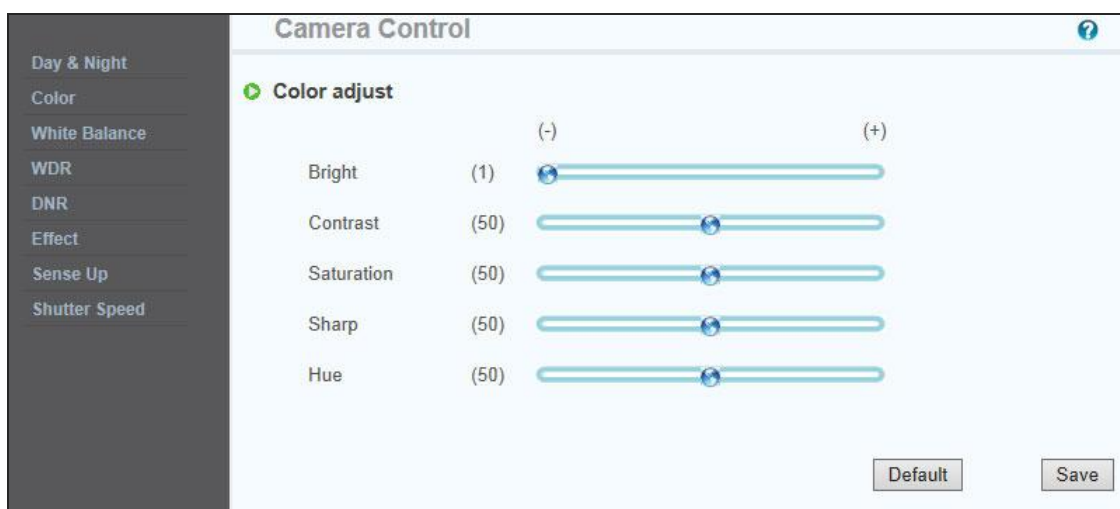 Camera Control
?
Day & Night
Color
White Balance
WDR
DNR
Effect
Sense Up
Shutter Speed
Color adjust
(-) (+)
Bright (1)
Contrast (50)
Saturation (50)
Sharp (50)
Hue (50)
Default Save